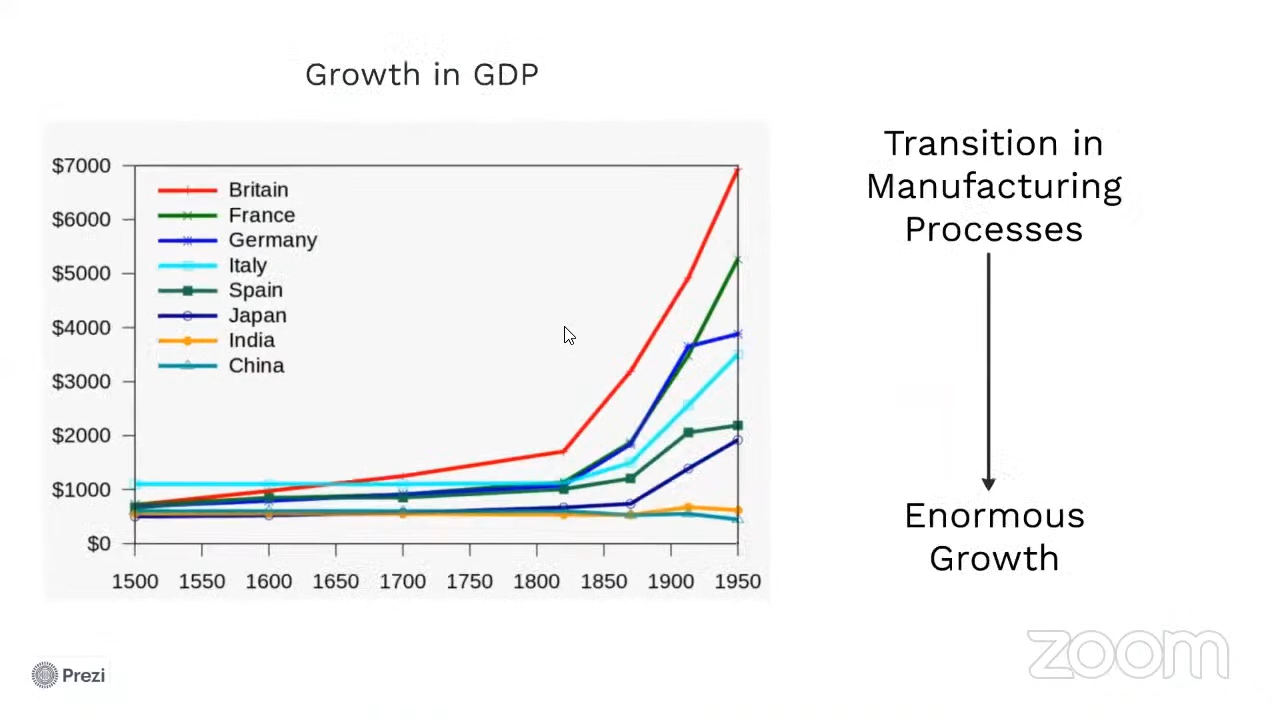 Growth in GDP
$7000
$6000
$5000
$4000
$3000
$2000
$1000
$0
Britain
France
Germany
Italy
Spain
Japan
India
China
1500 1550 1600 1650 1700 1750 1800 1850 1900 1950
Transition in
Manufacturing
Processes
Enormous
Growth
Prezi
zoom